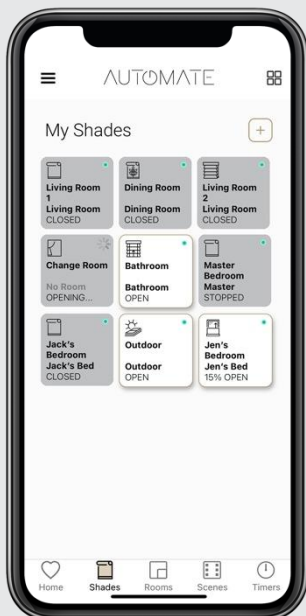 AUTOMATE
My Shades
Living Room
1
Living Room
CLOSED
Dining Room
Dining Room
CLOSED
Living Room
2
Living Room
CLOSED
Change Room
No Room
OPENING...
Bathroom
Bathroom
OPEN
Master
Bedroom
Master
STOPPED
Jack's
Bedroom
Jack's Bed
CLOSED
Outdoor
Outdoor
OPEN
Jen's
Bedroom
Jen's Bed
15% OPEN
Home Shades Rooms Scenes Timers